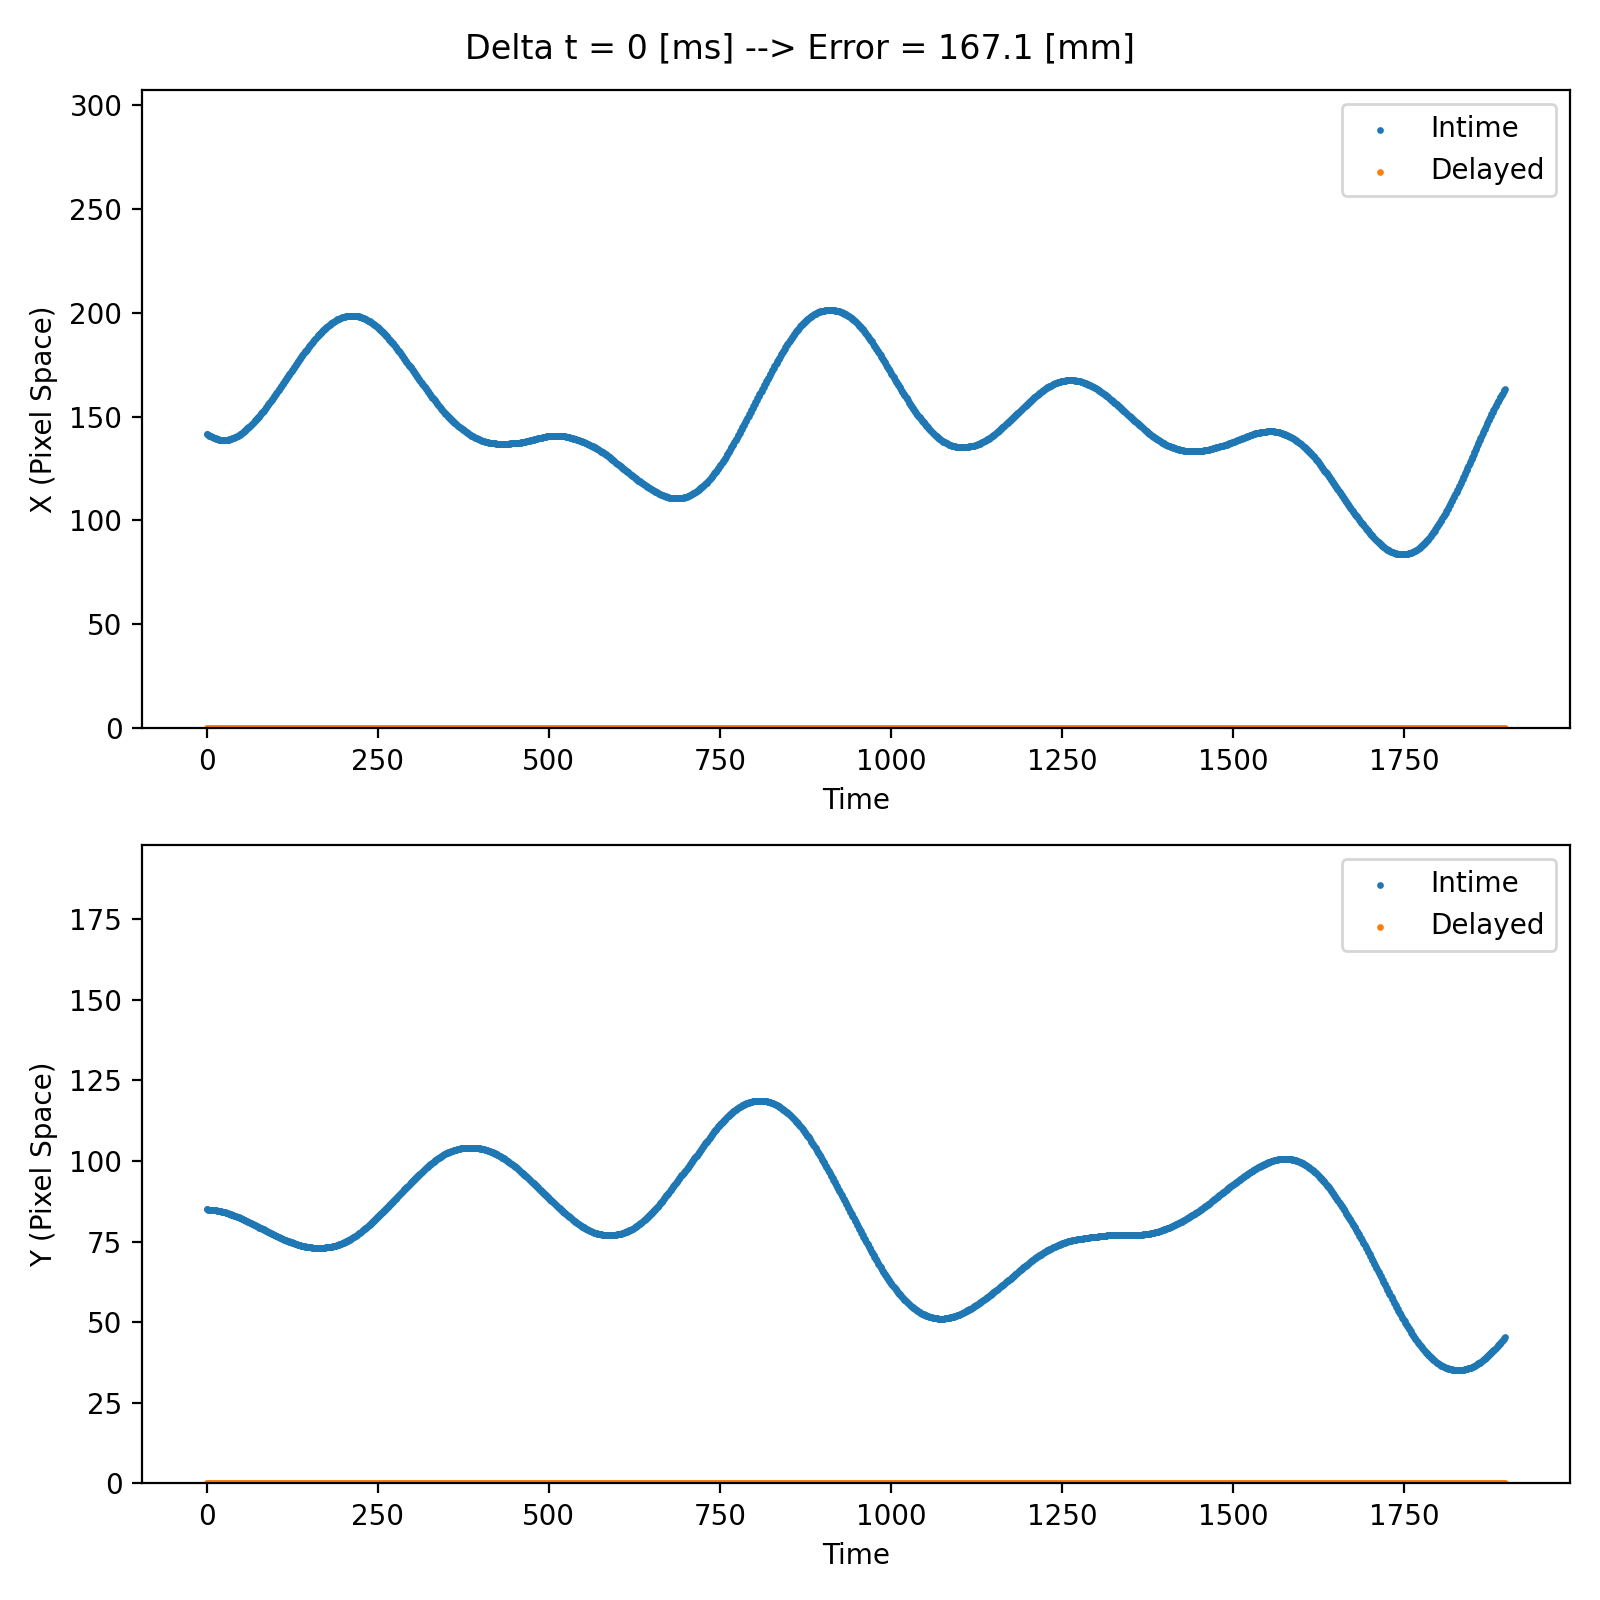 Delta t = 0 [ms] --> Error = 167.1 [mm]
300
250
200
150
100
50
0
X (Pixel Space)
Intime
Delayed
0 250 500 750 1000 1250 1500 1750
Time
175
150
125
100
75
50
25
0
Y (Pixel Space)
Intime
Delayed
0 250 500 750 1000 1250 1500 1750
Time